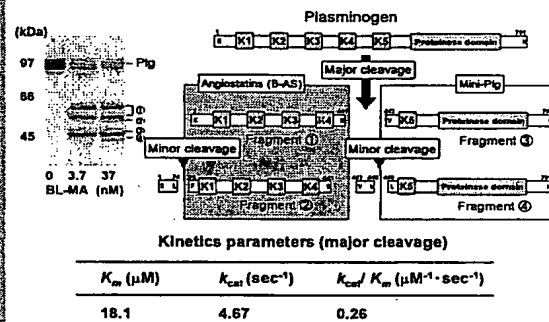 Plasminogen
(kDa)
97
66
45
Plg
0 3.7 37
BL-MA (nM)
K1 K2 K3 K4 K5 Proteinase domain
Major cleavage
Angiostatins (B-AS)
Mini-Plg
K1 K2 K3 K4
Fragment ①
K5 Proteinase domain
Fragment ③
Minor cleavage
Minor cleavage
K1 K2 K3 K4
Fragment ②
K5 Proteinase domain
Fragment ④
Kinetics parameters (major cleavage)
Km (μM) kcat (sec-1) kcat/ Km (μM-1·sec-1)
18.1 4.67 0.26